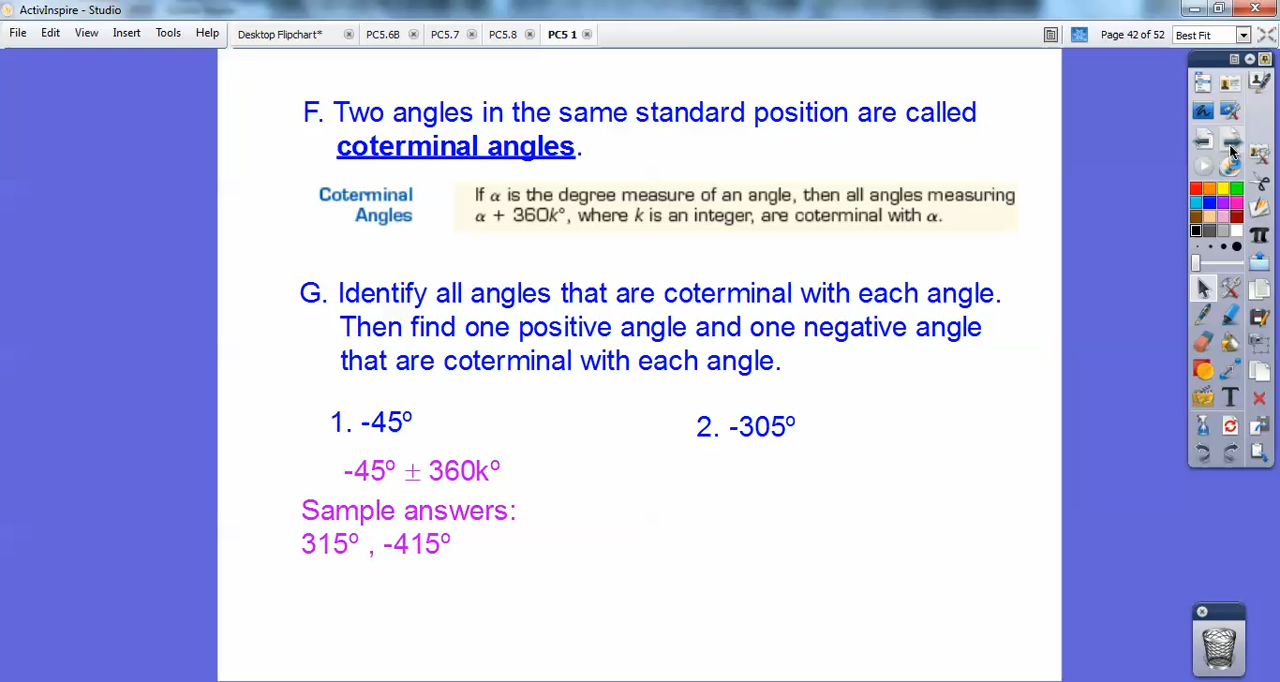 ActivInspire - Studio
File Edit View Insert Tools Help
Desktop Flipchart* PC5.6B PC5.7 PC5.8 PC5 1
Page 42 of 52 Best Fit
F. Two angles in the same standard position are called
coterminal angles.
Coterminal
Angles
If α is the degree measure of an angle, then all angles measuring
α + 360k°, where k is an integer, are coterminal with α.
G. Identify all angles that are coterminal with each angle.
Then find one positive angle and one negative angle
that are coterminal with each angle.
1. -45º
2. -305º
-45º ± 360kº
Sample answers:
315º , -415º